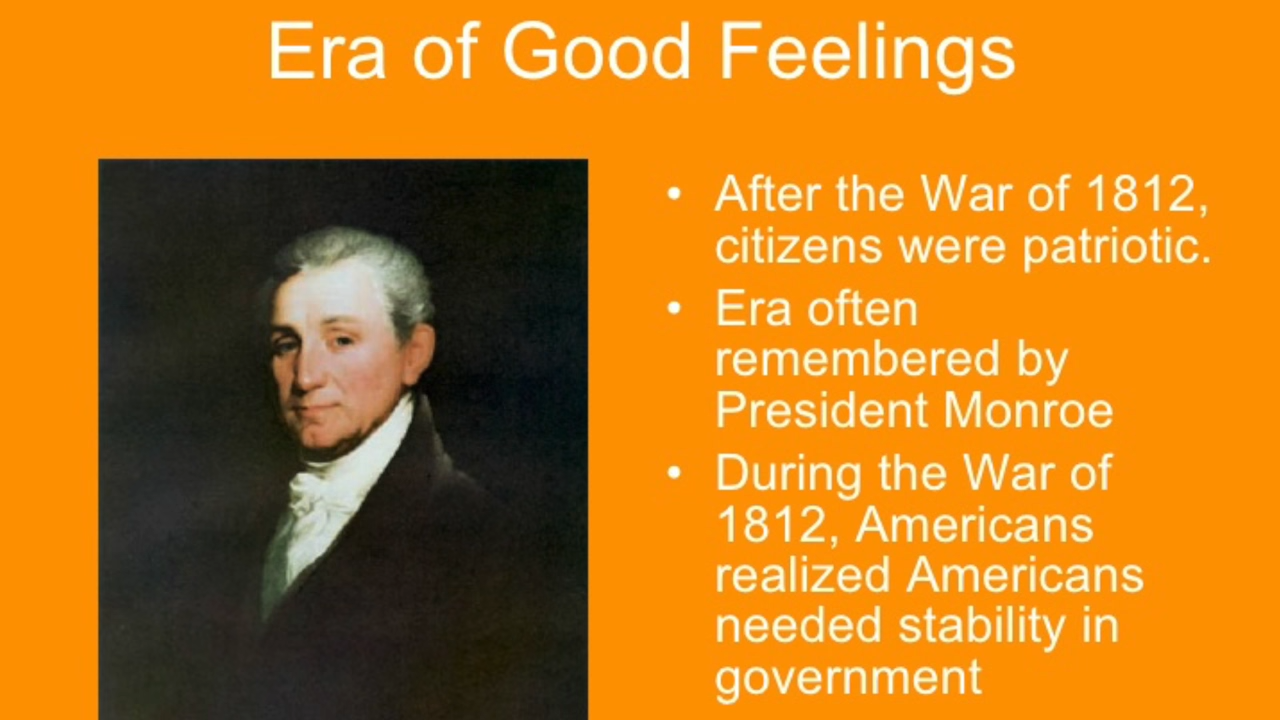 Era of Good Feelings
• After the War of 1812,
citizens were patriotic.
• Era often
remembered by
President Monroe
• During the War of
1812, Americans
realized Americans
needed stability in
government